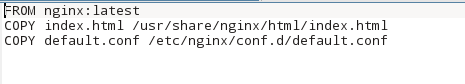 FROM nginx:latest
COPY index.html /usr/share/nginx/html/index.html
COPY default.conf /etc/nginx/conf.d/default.conf